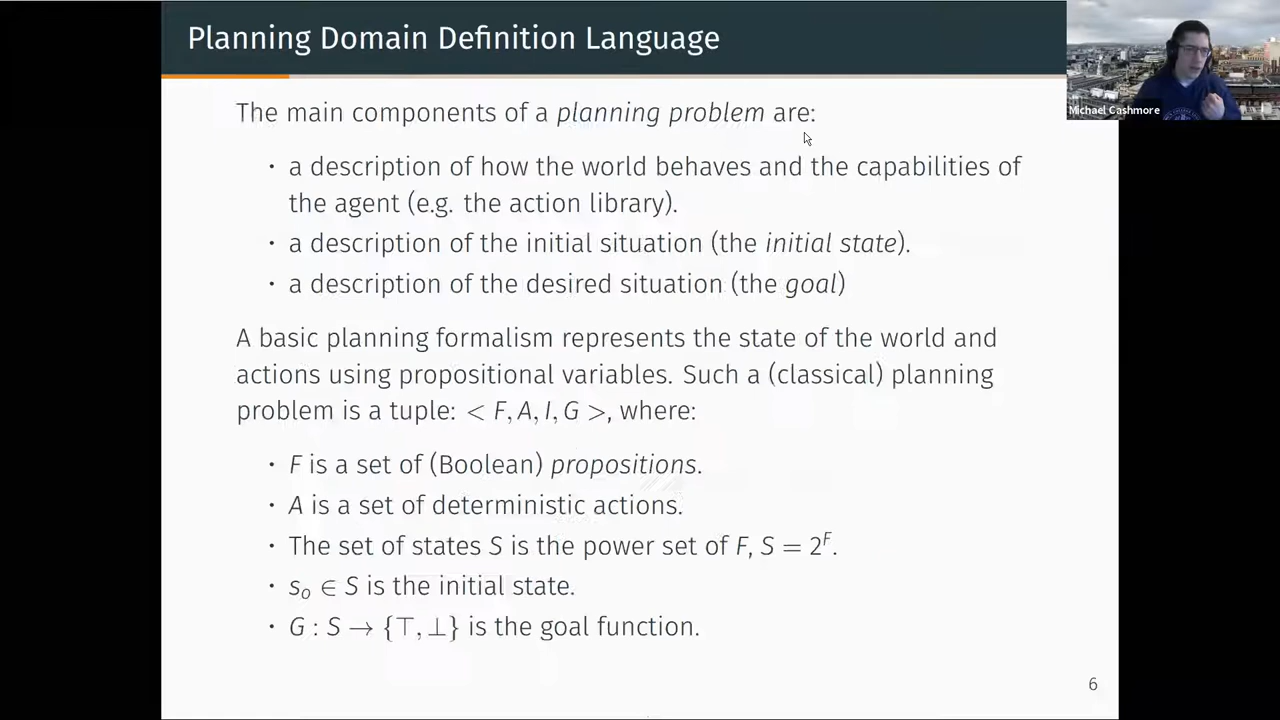 Planning Domain Definition Language
Michael Cashmore
The main components of a planning problem are:
· a description of how the world behaves and the capabilities of
the agent (e.g. the action library).
· a description of the initial situation (the initial state).
· a description of the desired situation (the goal)
A basic planning formalism represents the state of the world and
actions using propositional variables. Such a (classical) planning
problem is a tuple: < F, A, I, G >, where:
· F is a set of (Boolean) propositions.
· A is a set of deterministic actions.
· The set of states S is the power set of F, S = 2^F.
· s₀ ∈ S is the initial state.
· G : S → {⊤, ⊥} is the goal function.
6